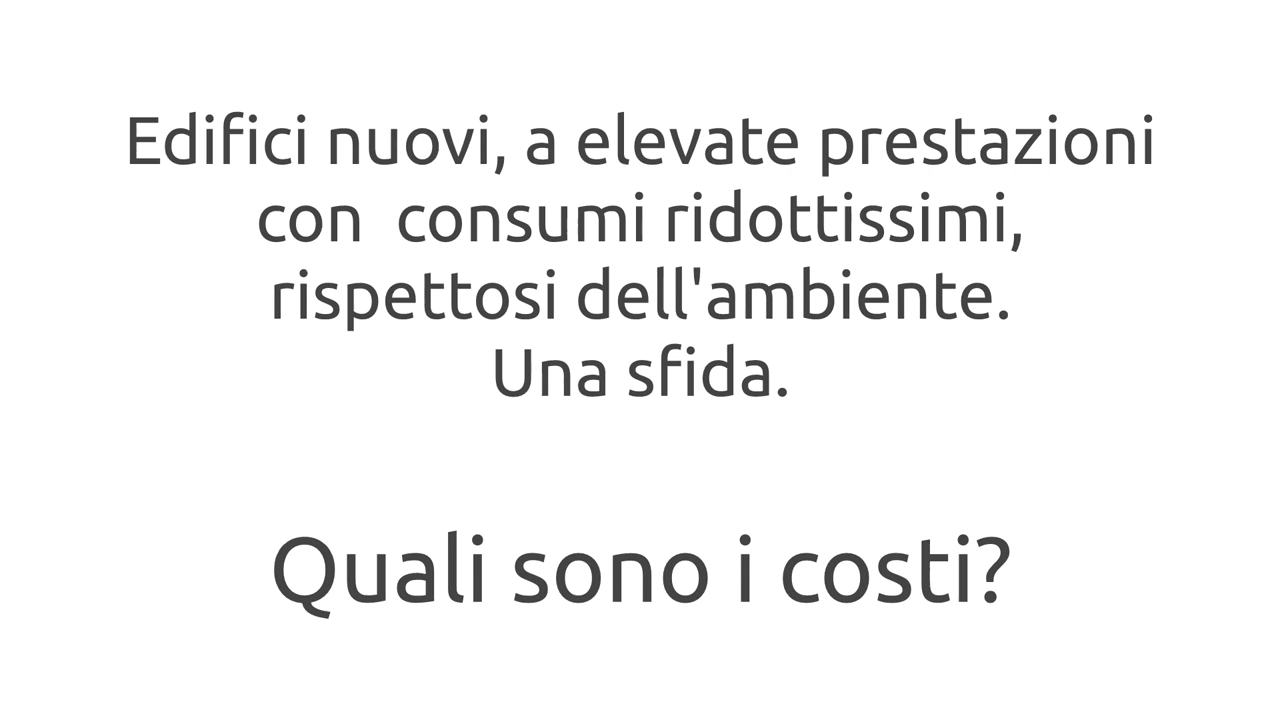 Edifici nuovi, a elevate prestazioni
con  consumi ridottissimi,
rispettosi dell'ambiente.
Una sfida.
Quali sono i costi?